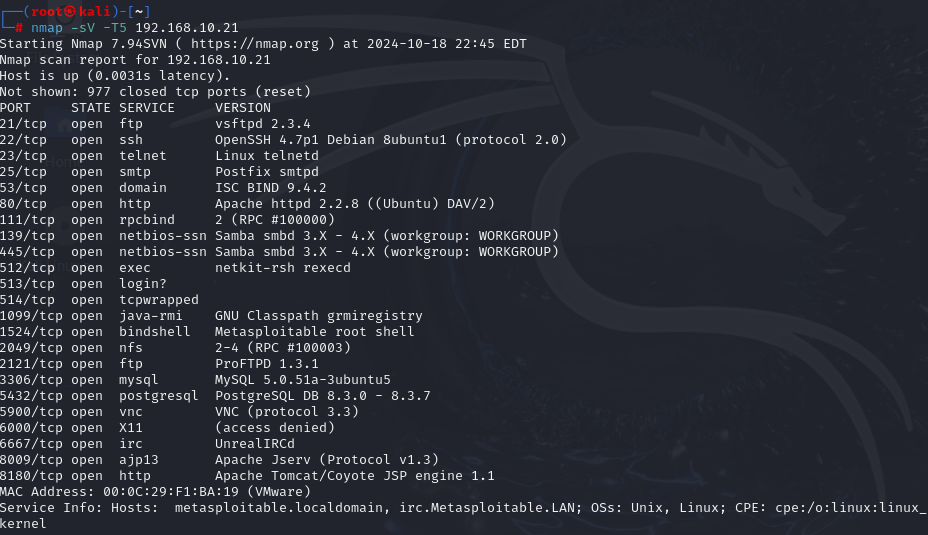 ┌──(root㉿kali)-[~]
└─# nmap -sV -T5 192.168.10.21
Starting Nmap 7.94SVN ( https://nmap.org ) at 2024-10-18 22:45 EDT
Nmap scan report for 192.168.10.21
Host is up (0.0031s latency).
Not shown: 977 closed tcp ports (reset)
PORT     STATE SERVICE     VERSION
21/tcp   open  ftp         vsftpd 2.3.4
22/tcp   open  ssh         OpenSSH 4.7p1 Debian 8ubuntu1 (protocol 2.0)
23/tcp   open  telnet      Linux telnetd
25/tcp   open  smtp        Postfix smtpd
53/tcp   open  domain      ISC BIND 9.4.2
80/tcp   open  http        Apache httpd 2.2.8 ((Ubuntu) DAV/2)
111/tcp  open  rpcbind     2 (RPC #100000)
139/tcp  open  netbios-ssn Samba smbd 3.X - 4.X (workgroup: WORKGROUP)
445/tcp  open  netbios-ssn Samba smbd 3.X - 4.X (workgroup: WORKGROUP)
512/tcp  open  exec        netkit-rsh rexecd
513/tcp  open  login?
514/tcp  open  tcpwrapped
1099/tcp open  java-rmi    GNU Classpath grmiregistry
1524/tcp open  bindshell   Metasploitable root shell
2049/tcp open  nfs         2-4 (RPC #100003)
2121/tcp open  ftp         ProFTPD 1.3.1
3306/tcp open  mysql       MySQL 5.0.51a-3ubuntu5
5432/tcp open  postgresql  PostgreSQL DB 8.3.0 - 8.3.7
5900/tcp open  vnc         VNC (protocol 3.3)
6000/tcp open  X11         (access denied)
6667/tcp open  irc         UnrealIRCd
8009/tcp open  ajp13       Apache Jserv (Protocol v1.3)
8180/tcp open  http        Apache Tomcat/Coyote JSP engine 1.1
MAC Address: 00:0C:29:F1:BA:19 (VMware)
Service Info: Hosts:  metasploitable.localdomain, irc.Metasploitable.LAN; OSs: Unix, Linux; CPE: cpe:/o:linux:linux_
kernel